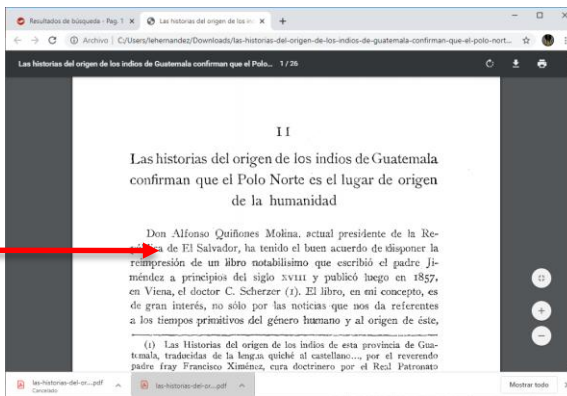 Resultados de búsqueda - Pag. 1
Las historias del origen de los in
Archivo | C:/Users/lehernandez/Downloads/las-historias-del-origen-de-los-indios-de-guatemala-confirman-que-el-polo-nort...
Las historias del origen de los indios de Guatemala confirman que el Polo... 1 / 26
II
Las historias del origen de los indios de Guatemala
confirman que el Polo Norte es el lugar de origen
de la humanidad
Don Alfonso Quiñones Molina, actual presidente de la Re-
pública de El Salvador, ha tenido el buen acuerdo de disponer la
reimpresión de un libro notabilísimo que escribió el padre Ji-
méndez a principios del siglo XVIII y publicó luego en 1857,
en Viena, el doctor C. Scherzer (1). El libro, en mi concepto, es
de gran interés, no sólo por las noticias que nos da referentes
a los tiempos primitivos del género humano y al origen de éste,
(1) Las Historias del origen de los indios de esta provincia de Gua-
temala, traducidas de la lengua quiché al castellano..., por el reverendo
padre fray Francisco Ximénez, cura doctrinero por el Real Patronato
las-historias-del-or....pdf
Cancelado
las-historias-del-or....pdf
Mostrar todo